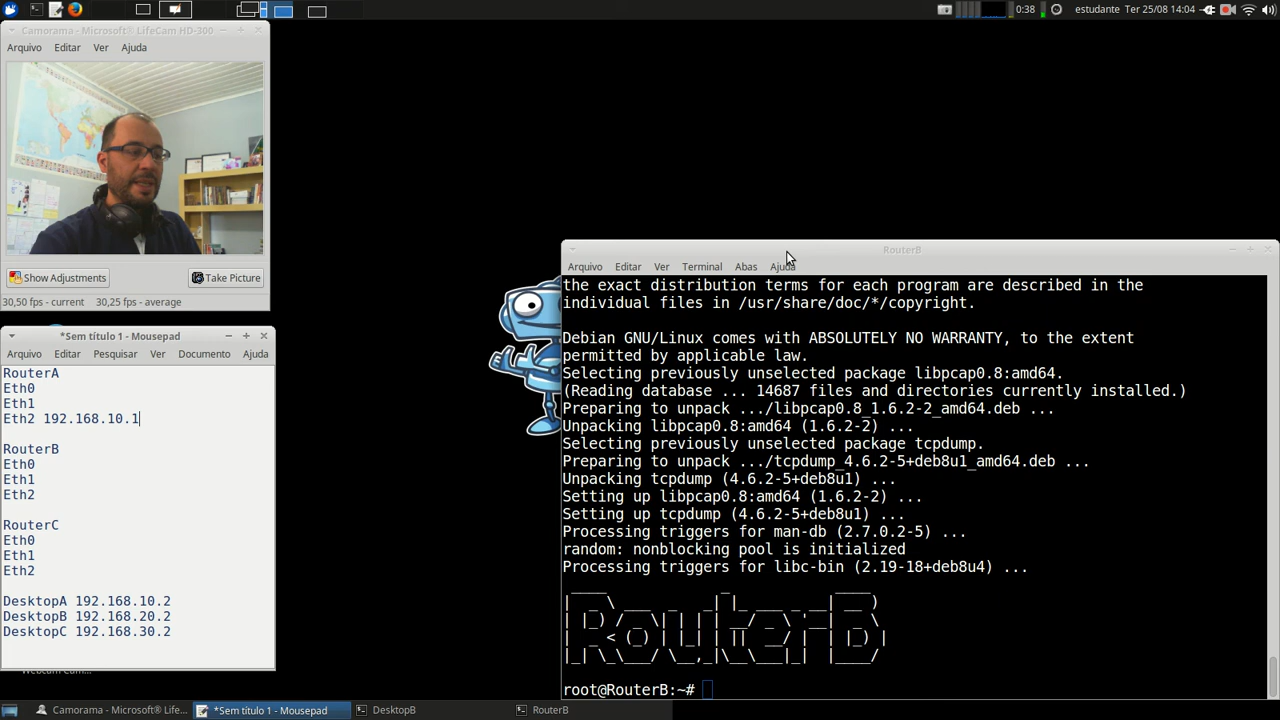 0:38 estudante Ter 25/08 14:04
Camorama - Microsoft® LifeCam HD-300
Arquivo Editar Ver Ajuda
Show Adjustments Take Picture
30,50 fps - current 30,25 fps - average
*Sem título 1 - Mousepad
Arquivo Editar Pesquisar Ver Documento Ajuda
RouterA
Eth0
Eth1
Eth2 192.168.10.1
RouterB
Eth0
Eth1
Eth2
RouterC
Eth0
Eth1
Eth2
DesktopA 192.168.10.2
DesktopB 192.168.20.2
DesktopC 192.168.30.2
RouterB
Arquivo Editar Ver Terminal Abas Ajuda
the exact distribution terms for each program are described in the
individual files in /usr/share/doc/*/copyright.
Debian GNU/Linux comes with ABSOLUTELY NO WARRANTY, to the extent
permitted by applicable law.
Selecting previously unselected package libpcap0.8:amd64.
(Reading database ... 14687 files and directories currently installed.)
Preparing to unpack .../libpcap0.8_1.6.2-2_amd64.deb ...
Unpacking libpcap0.8:amd64 (1.6.2-2) ...
Selecting previously unselected package tcpdump.
Preparing to unpack .../tcpdump_4.6.2-5+deb8u1_amd64.deb ...
Unpacking tcpdump (4.6.2-5+deb8u1) ...
Setting up libpcap0.8:amd64 (1.6.2-2) ...
Setting up tcpdump (4.6.2-5+deb8u1) ...
Processing triggers for man-db (2.7.0.2-5) ...
random: nonblocking pool is initialized
Processing triggers for libc-bin (2.19-18+deb8u4) ...
RouterB
root@RouterB:~#
Camorama - Microsoft® Life... *Sem título 1 - Mousepad DesktopB RouterB